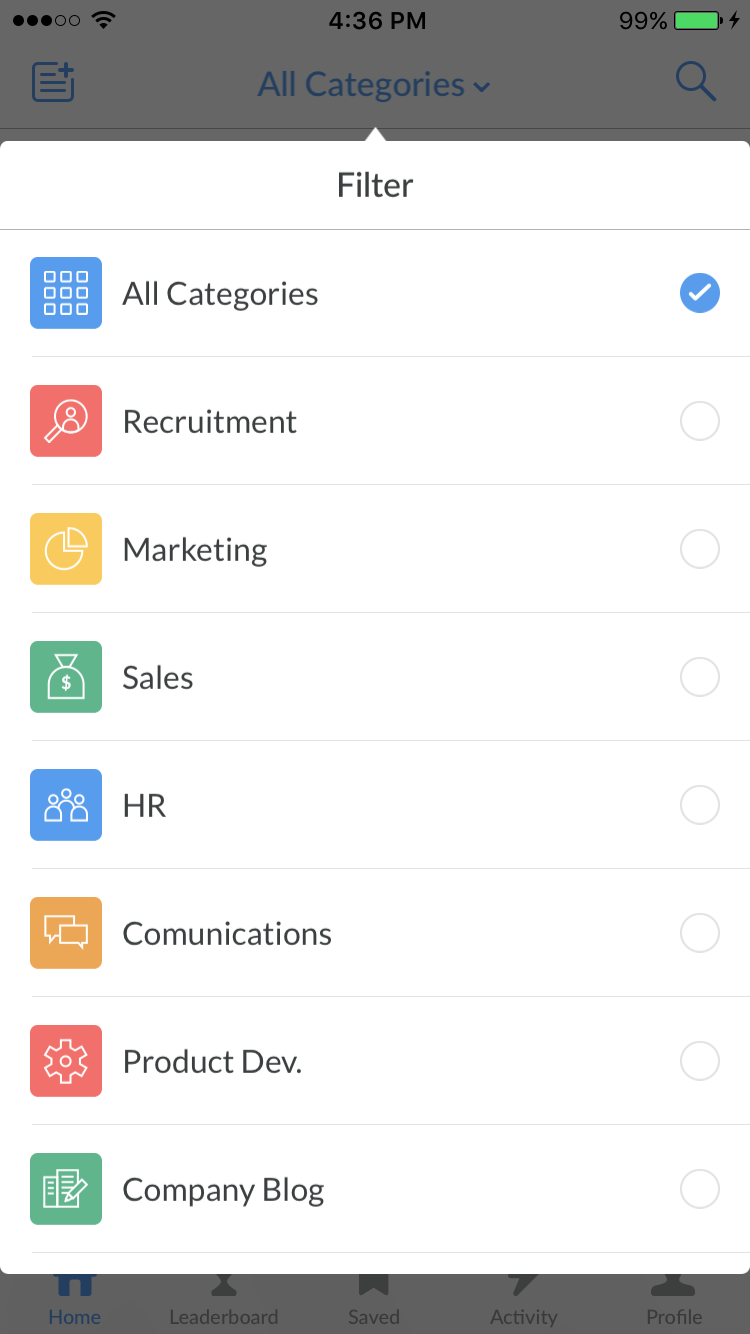 4:36 PM 99%
All Categories
Filter
All Categories
Recruitment
Marketing
$
Sales
HR
Comunications
Product Dev.
Company Blog
Home Leaderboard Saved Activity Profile